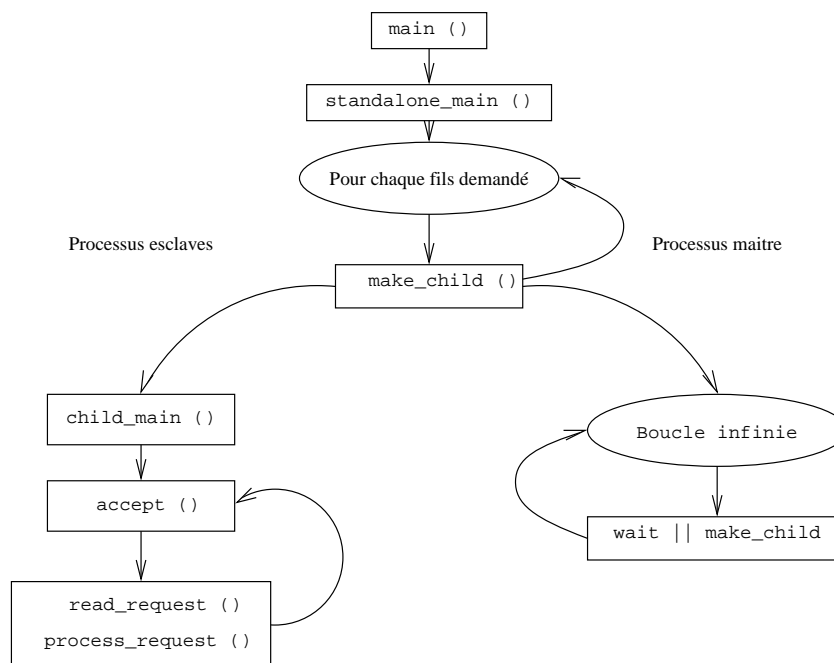 main ()
standalone_main ()
Pour chaque fils demandé
Processus esclaves
Processus maitre
make_child ()
child_main ()
Boucle infinie
accept ()
wait || make_child
read_request ()
process_request ()